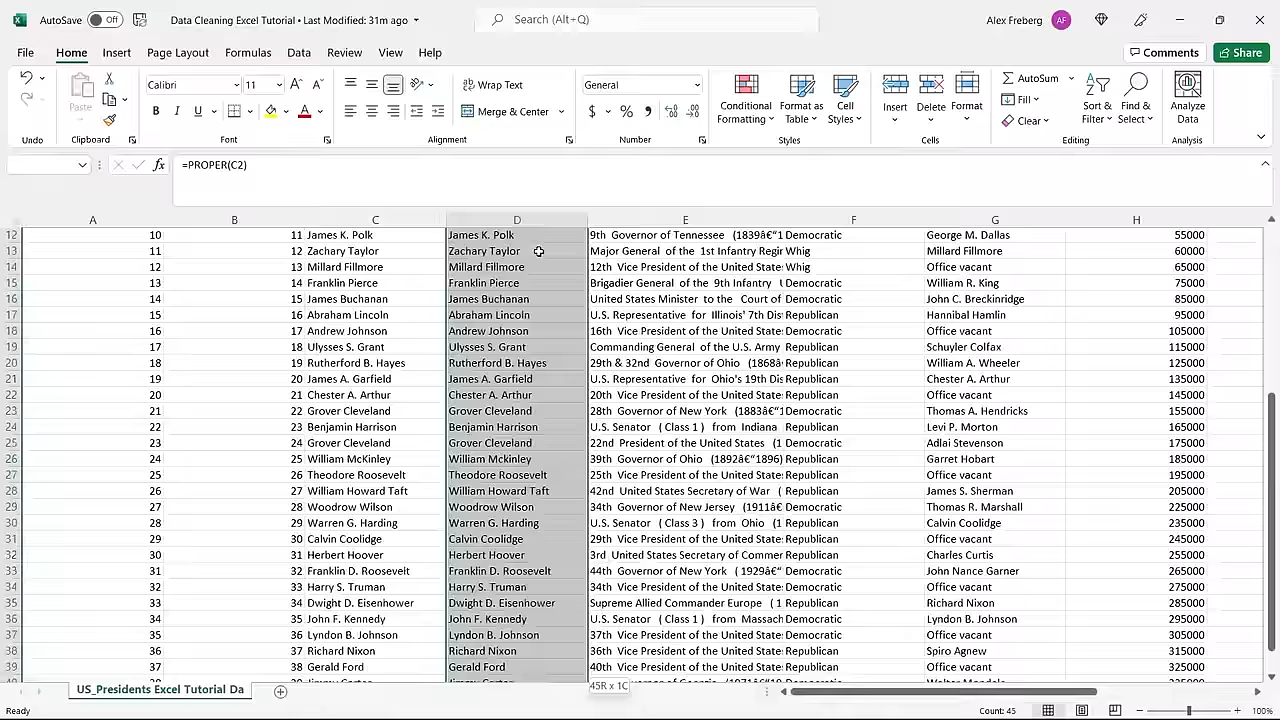 AutoSave Off Data Cleaning Excel Tutorial • Last Modified: 31m ago Search (Alt+Q) Alex Freberg AF
File Home Insert Page Layout Formulas Data Review View Help Comments Share
Paste Calibri 11 A^ A˅ B I U A Wrap Text Merge & Center General $ % , Conditional Formatting Format as Table Cell Styles Insert Delete Format AutoSum Fill Clear Sort & Filter Find & Select Analyze Data
Undo Clipboard Font Alignment Number Styles Cells Editing Analysis
fx =PROPER(C2)
A B C D E F G H
12 10 11 James K. Polk James K. Polk 9th Governor of Tennessee (1839â€“1 Democratic George M. Dallas 55000
13 11 12 Zachary Taylor Zachary Taylor Major General of the 1st Infantry Regir Whig Millard Fillmore 60000
14 12 13 Millard Fillmore Millard Fillmore 12th Vice President of the United State: Whig Office vacant 65000
15 13 14 Franklin Pierce Franklin Pierce Brigadier General of the 9th Infantry Democratic William R. King 75000
16 14 15 James Buchanan James Buchanan United States Minister to the Court of Democratic John C. Breckinridge 85000
17 15 16 Abraham Lincoln Abraham Lincoln U.S. Representative for Illinois' 7th Dis Republican Hannibal Hamlin 95000
18 16 17 Andrew Johnson Andrew Johnson 16th Vice President of the United State: Republican Office vacant 105000
19 17 18 Ulysses S. Grant Ulysses S. Grant Commanding General of the U.S. Army Republican Schuyler Colfax 115000
20 18 19 Rutherford B. Hayes Rutherford B. Hayes 29th & 32nd Governor of Ohio (1868â Republican William A. Wheeler 125000
21 19 20 James A. Garfield James A. Garfield U.S. Representative for Ohio's 19th Dis Republican Chester A. Arthur 135000
22 20 21 Chester A. Arthur Chester A. Arthur 20th Vice President of the United State: Republican Office vacant 145000
23 21 22 Grover Cleveland Grover Cleveland 28th Governor of New York (1883â€“1 Democratic Thomas A. Hendricks 155000
24 22 23 Benjamin Harrison Benjamin Harrison U.S. Senator (Class 1) from Indiana Republican Levi P. Morton 165000
25 23 24 Grover Cleveland Grover Cleveland 22nd President of the United States (1 Democratic Adlai Stevenson 175000
26 24 25 William McKinley William Mckinley 39th Governor of Ohio (1892â€“1896) Republican Garret Hobart 185000
27 25 26 Theodore Roosevelt Theodore Roosevelt 25th Vice President of the United State: Republican Office vacant 195000
28 26 27 William Howard Taft William Howard Taft 42nd United States Secretary of War ( Republican James S. Sherman 205000
29 27 28 Woodrow Wilson Woodrow Wilson 34th Governor of New Jersey (1911â€ Democratic Thomas R. Marshall 225000
30 28 29 Warren G. Harding Warren G. Harding U.S. Senator (Class 3) from Ohio (1 Republican Calvin Coolidge 235000
31 29 30 Calvin Coolidge Calvin Coolidge 29th Vice President of the United State: Republican Office vacant 245000
32 30 31 Herbert Hoover Herbert Hoover 3rd United States Secretary of Commer Republican Charles Curtis 255000
33 31 32 Franklin D. Roosevelt Franklin D. Roosevelt 44th Governor of New York (1929â€“ Democratic John Nance Garner 265000
34 32 33 Harry S. Truman Harry S. Truman 34th Vice President of the United State: Democratic Office vacant 275000
35 33 34 Dwight D. Eisenhower Dwight D. Eisenhower Supreme Allied Commander Europe (1 Republican Richard Nixon 285000
36 34 35 John F. Kennedy John F. Kennedy U.S. Senator (Class 1) from Massach Democratic Lyndon B. Johnson 295000
37 35 36 Lyndon B. Johnson Lyndon B. Johnson 37th Vice President of the United State: Democratic Office vacant 305000
38 36 37 Richard Nixon Richard Nixon 36th Vice President of the United State: Republican Spiro Agnew 315000
39 37 38 Gerald Ford Gerald Ford 40th Vice President of the United State: Republican Office vacant 325000
US_Presidents Excel Tutorial Da 45R x 1C
Ready Count: 45 100%